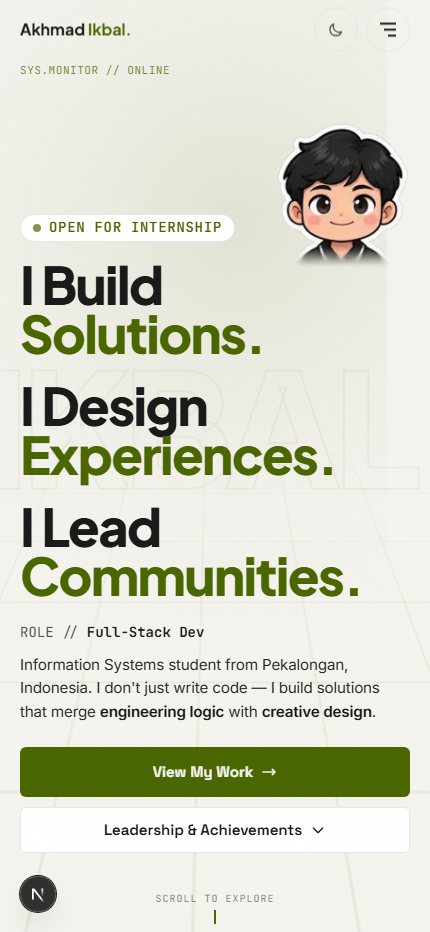 Akhmad Ikbal.
SYS.MONITOR // ONLINE
OPEN FOR INTERNSHIP
I Build
Solutions.
IKBAL
I Design
Experiences.
I Lead
Communities.
ROLE // Full-Stack Dev
Information Systems student from Pekalongan,
Indonesia. I don't just write code — I build solutions
that merge engineering logic with creative design.
View My Work →
Leadership & Achievements
N
SCROLL TO EXPLORE